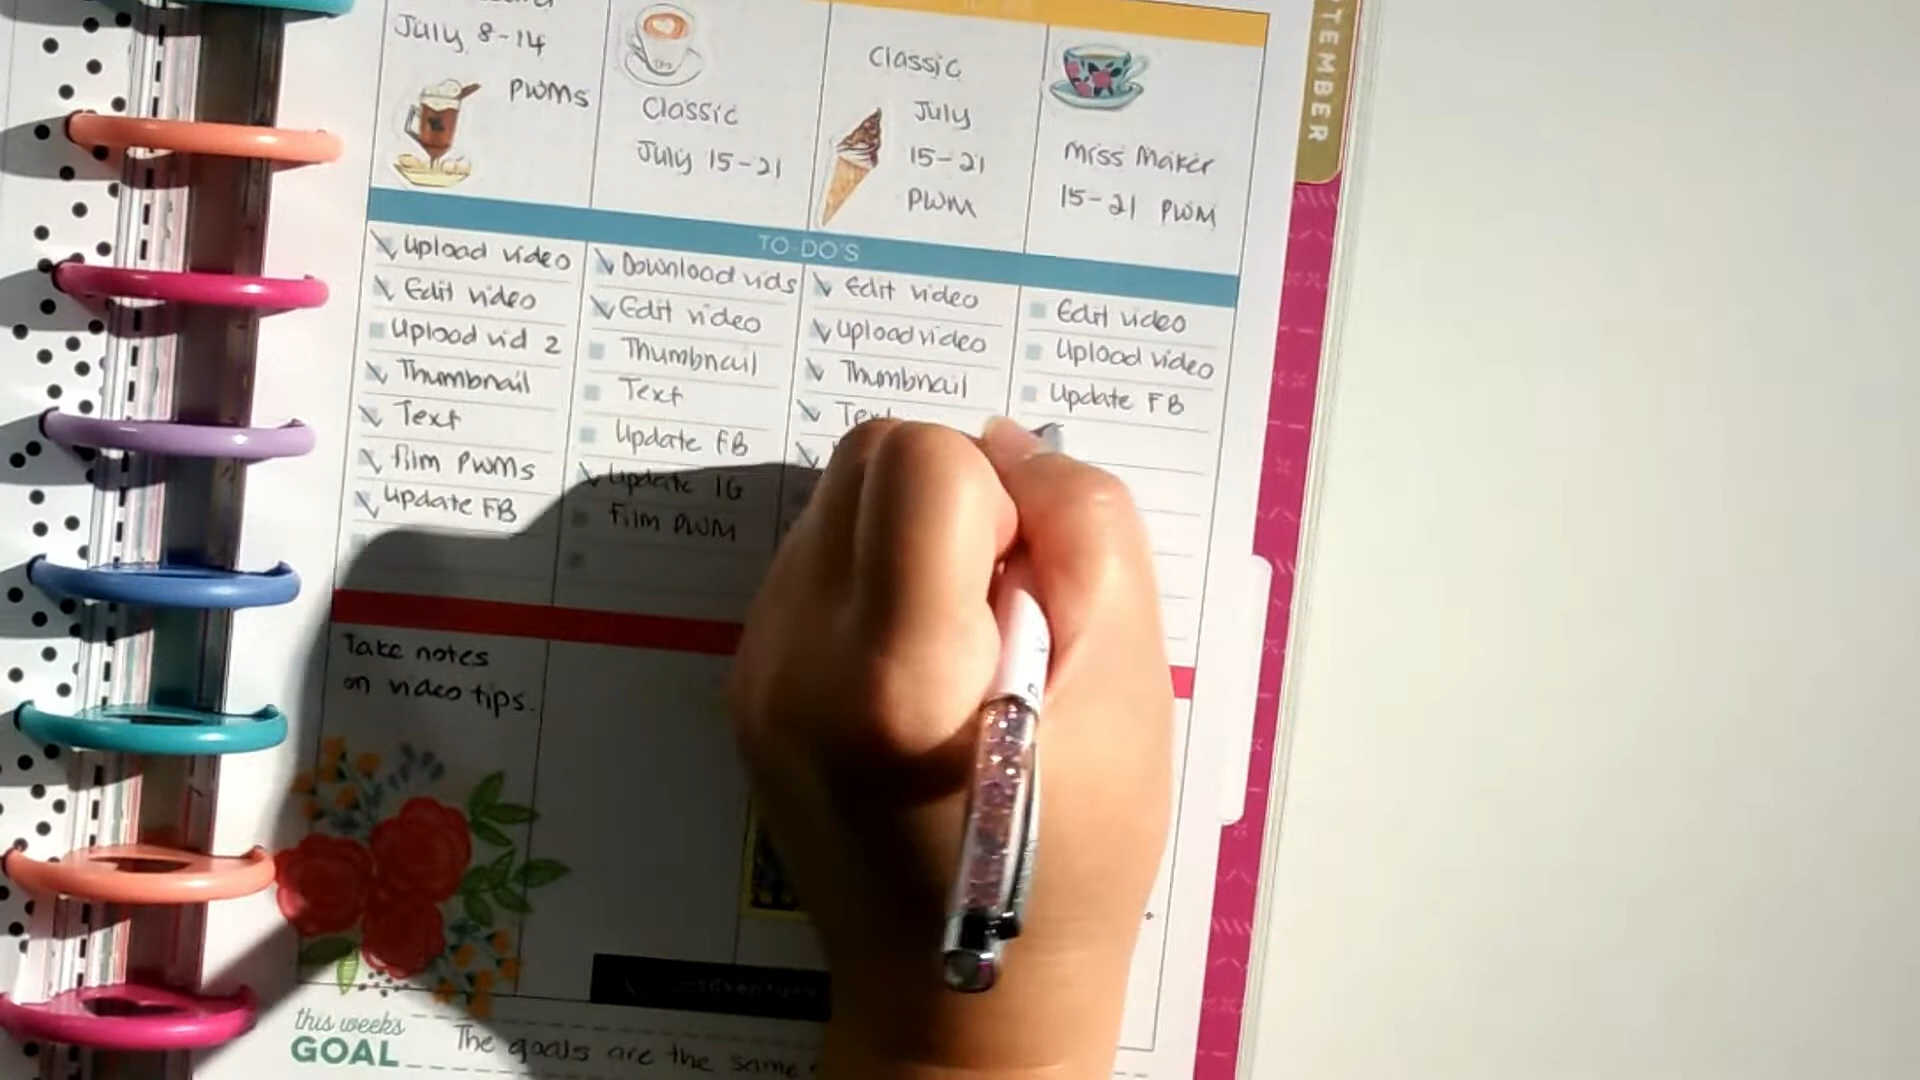 July 8-14
PWMs
Classic
July 15-21
Classic
July
15-21
PWM
Miss Maker
15-21 PWM
TEMBER
TO-DO'S
Upload video
Edit video
Upload vid 2
Thumbnail
Text
film PWMs
update FB
Download vids
Edit video
Thumbnail
Text
Update FB
Update IG
Film PWM
Edit video
Upload video
Thumbnail
Text
Edit video
Upload video
Update FB
Take notes
on video tips.
this weeks
GOAL
The goals are the same